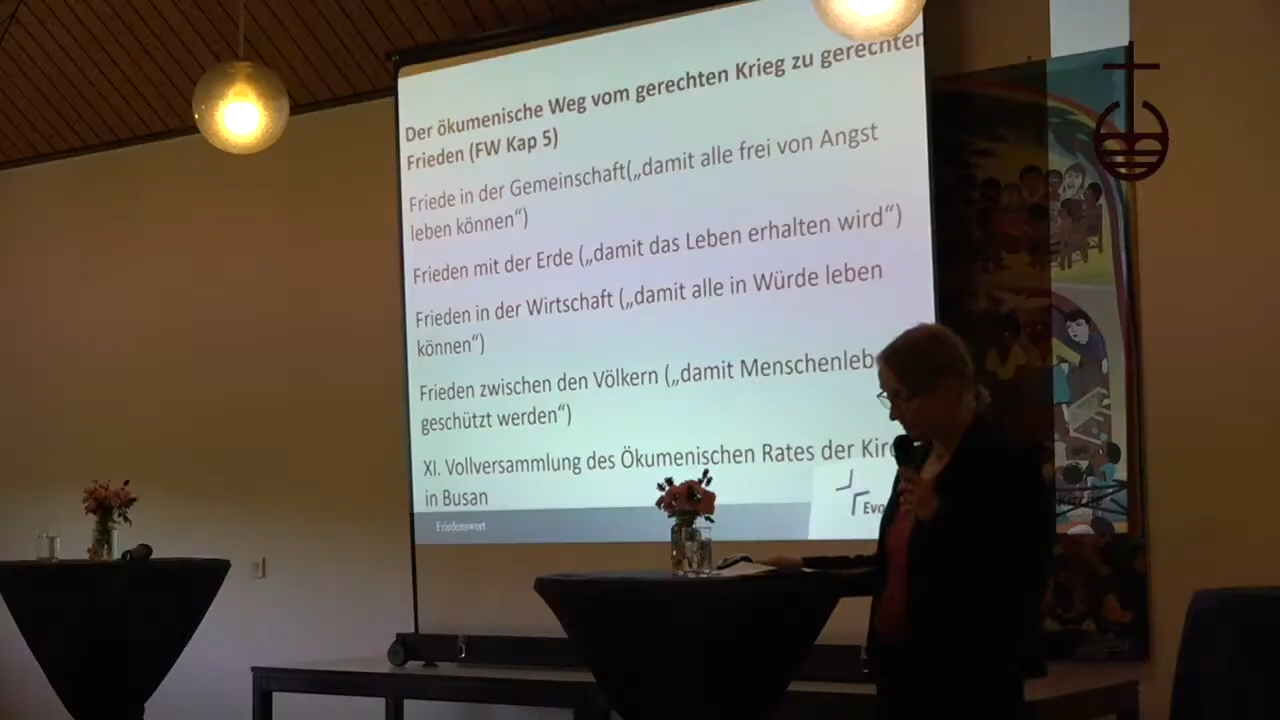 Der ökumenische Weg vom gerechten Krieg zu gerechten
Frieden (FW Kap 5)
Friede in der Gemeinschaft(„damit alle frei von Angst
leben können“)
Frieden mit der Erde („damit das Leben erhalten wird“)
Frieden in der Wirtschaft („damit alle in Würde leben
können“)
Frieden zwischen den Völkern („damit Menschenleb
geschützt werden“)
XI. Vollversammlung des Ökumenischen Rates der Kirc
in Busan
Friedenswort
Eva